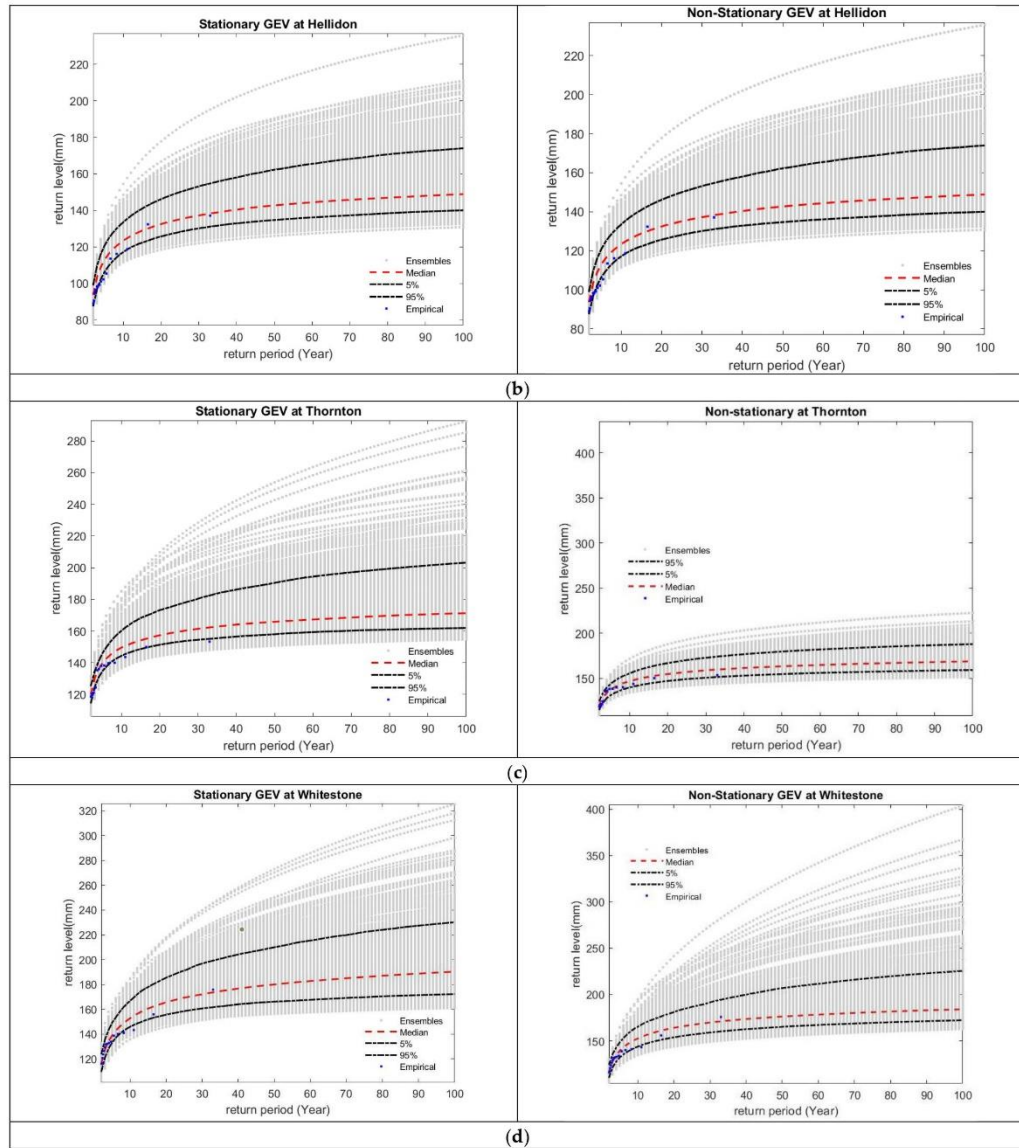 Stationary GEV at Hellidon
220
200
180
160
140
120
100
80
return level(mm)
10 20 30 40 50 60 70 80 90 100
return period (Year)
Ensembles
Median
5%
95%
Empirical
Non-Stationary GEV at Hellidon
220
200
180
160
140
120
100
80
return level(mm)
10 20 30 40 50 60 70 80 90 100
return period (Year)
Ensembles
Median
5%
95%
Empirical
(b)
Stationary GEV at Thornton
280
260
240
220
200
180
160
140
120
return level(mm)
10 20 30 40 50 60 70 80 90 100
return period (Year)
Ensembles
Median
5%
95%
Empirical
Non-stationary at Thornton
400
350
300
250
200
150
return level(mm)
10 20 30 40 50 60 70 80 90 100
return period (Year)
Ensembles
95%
5%
Median
Empirical
(c)
Stationary GEV at Whitestone
320
300
280
260
240
220
200
180
160
140
120
return level(mm)
10 20 30 40 50 60 70 80 90 100
return period (Year)
Ensembles
Median
5%
95%
Empirical
Non-Stationary GEV at Whitestone
400
350
300
250
200
150
return level(mm)
10 20 30 40 50 60 70 80 90 100
return period (Year)
Ensembles
Median
5%
95%
Empirical
(d)